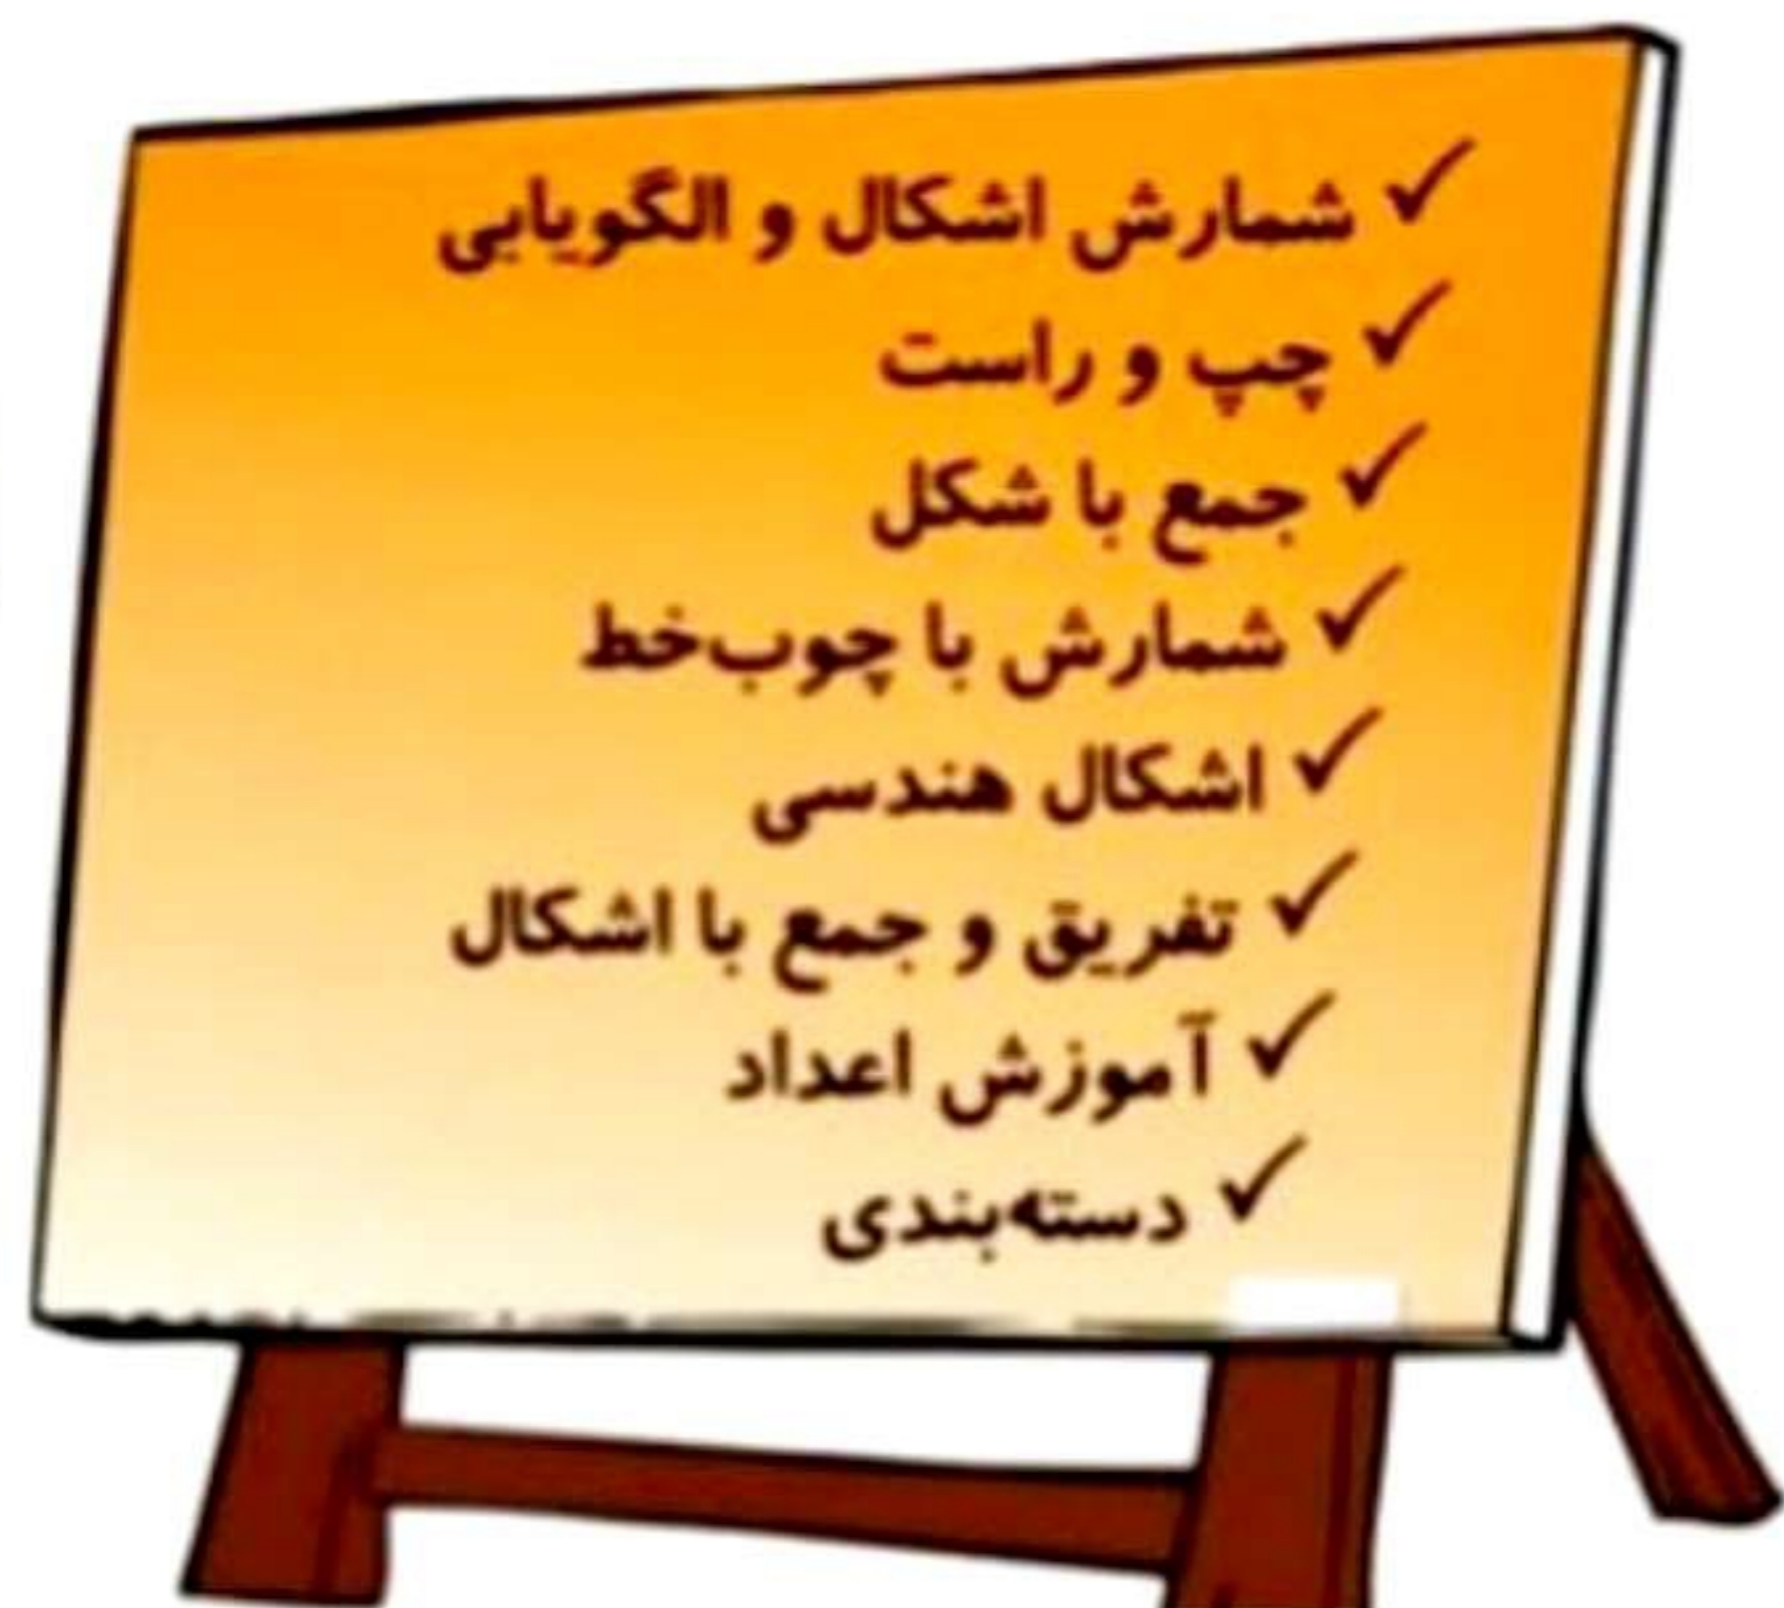 ✓ شمارش اشکال و الگویابی
✓ چپ و راست
✓ جمع با شکل
✓ شمارش با چوب‌خط
✓ اشکال هندسی
✓ تفریق و جمع با اشکال
✓ آموزش اعداد
✓ دسته‌بندی